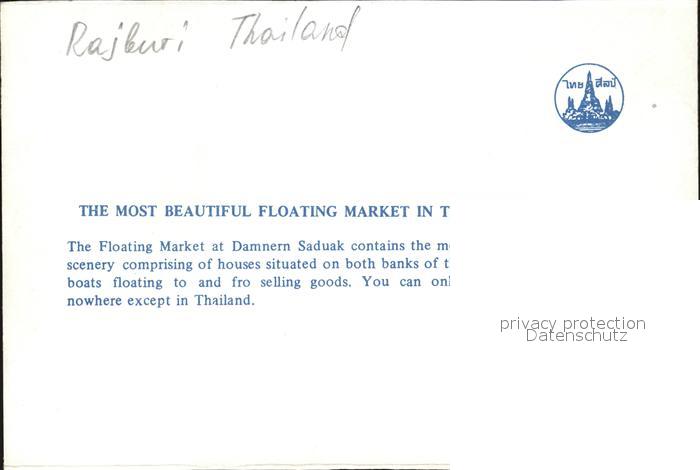 Rajburi Thailand
ไทย ศิลป์
THE MOST BEAUTIFUL FLOATING MARKET IN T
The Floating Market at Damnern Saduak contains the m
scenery comprising of houses situated on both banks of t
boats floating to and fro selling goods. You can onl
nowhere except in Thailand.
privacy protection
Datenschutz